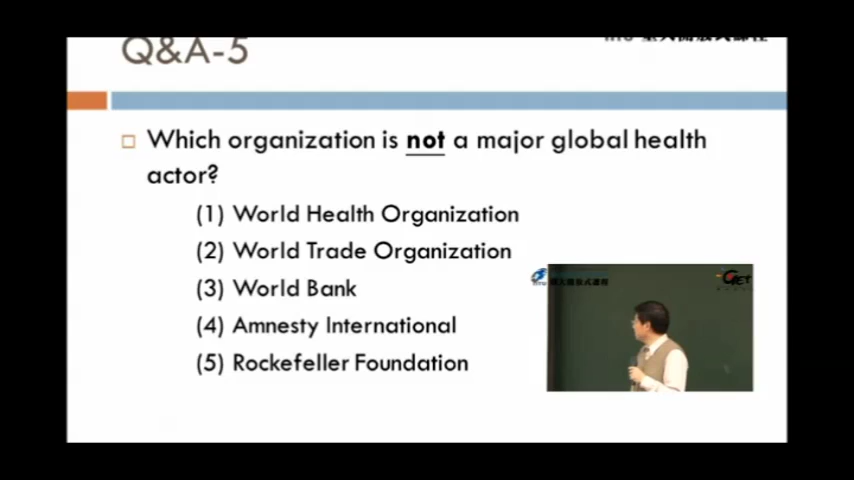 Q&A-5
Which organization is not a major global health
actor?
(1) World Health Organization
(2) World Trade Organization
(3) World Bank
(4) Amnesty International
(5) Rockefeller Foundation
GET